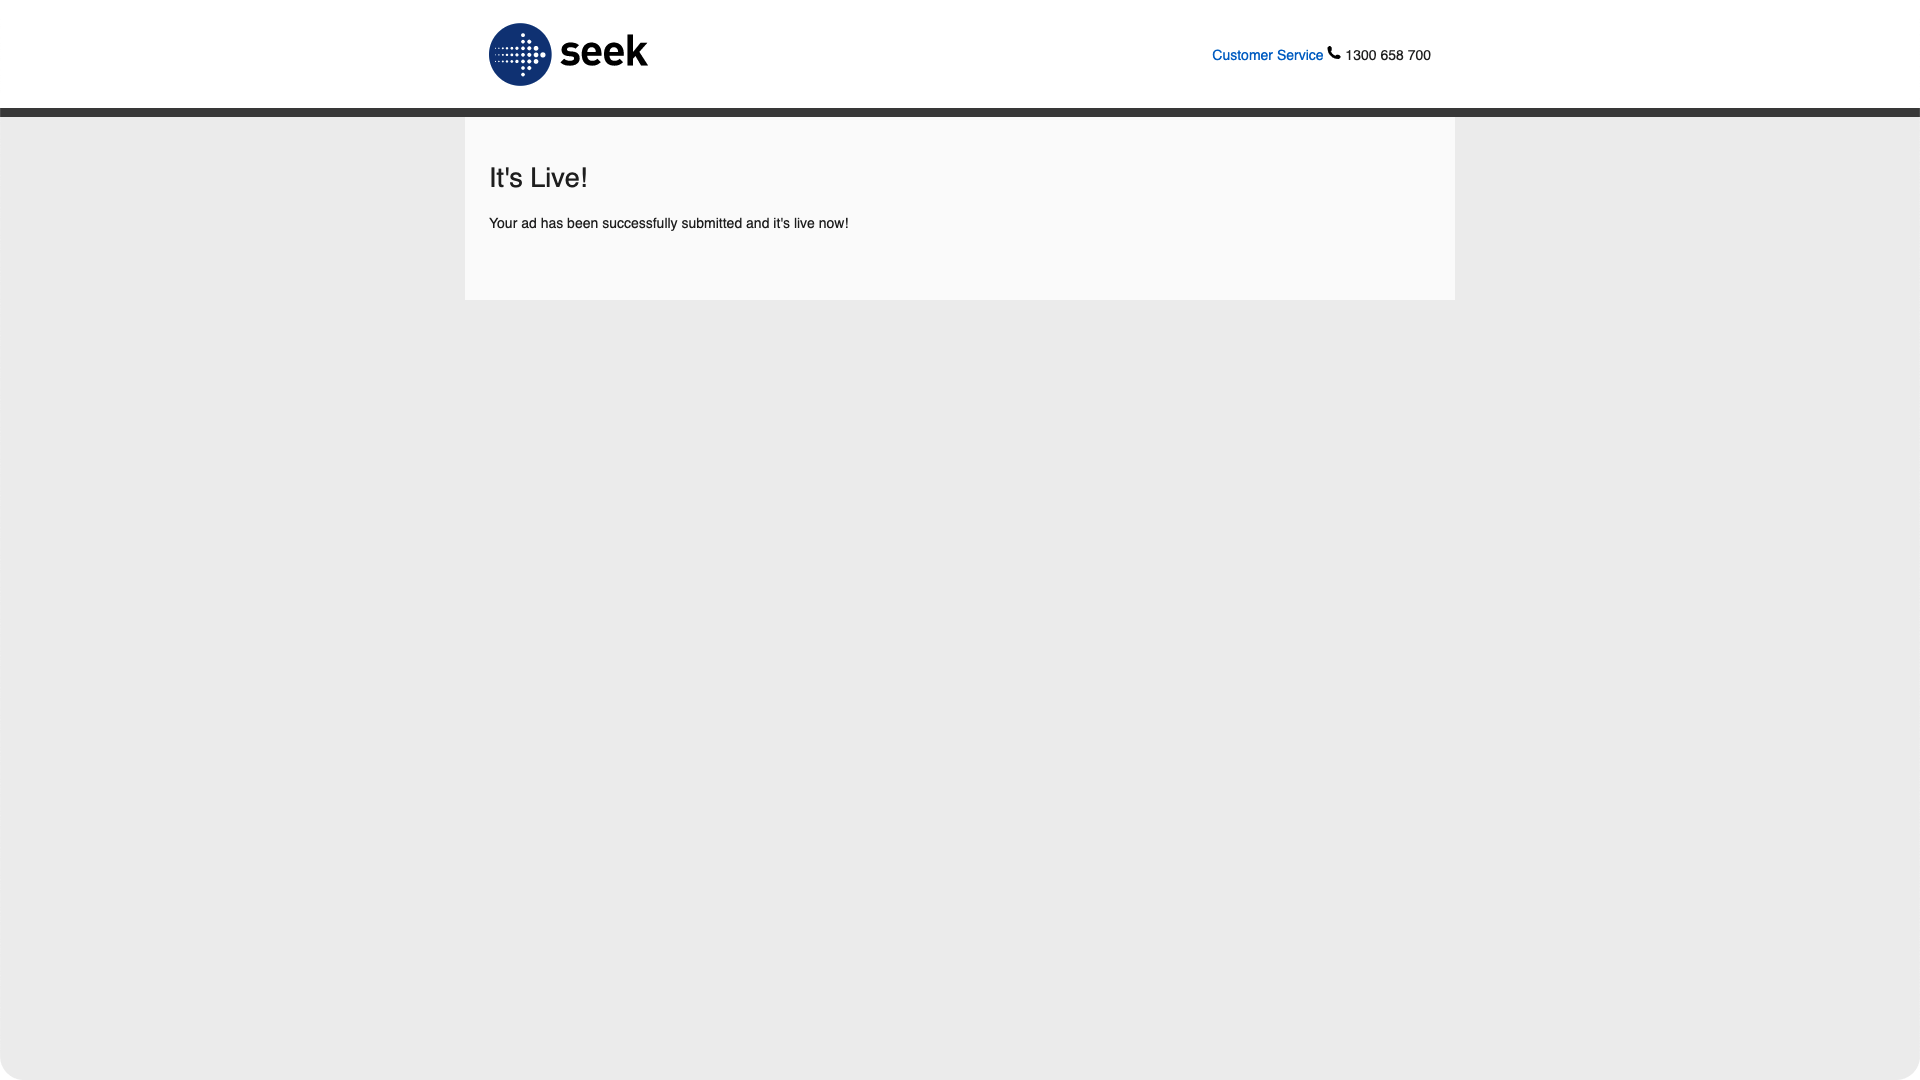 seek
Customer Service 1300 658 700
It's Live!
Your ad has been successfully submitted and it's live now!